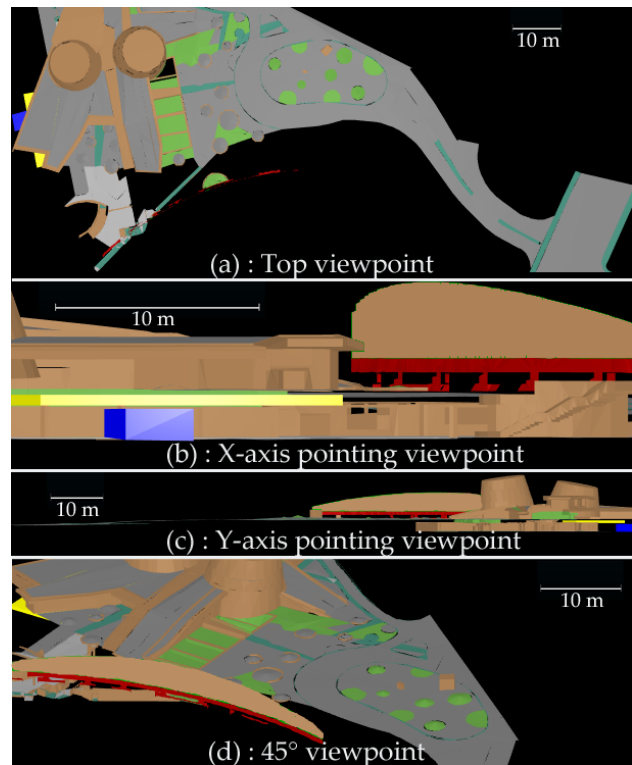 10 m
(a) : Top viewpoint
10 m
(b) : X-axis pointing viewpoint
10 m
(c) : Y-axis pointing viewpoint
10 m
(d) : 45° viewpoint